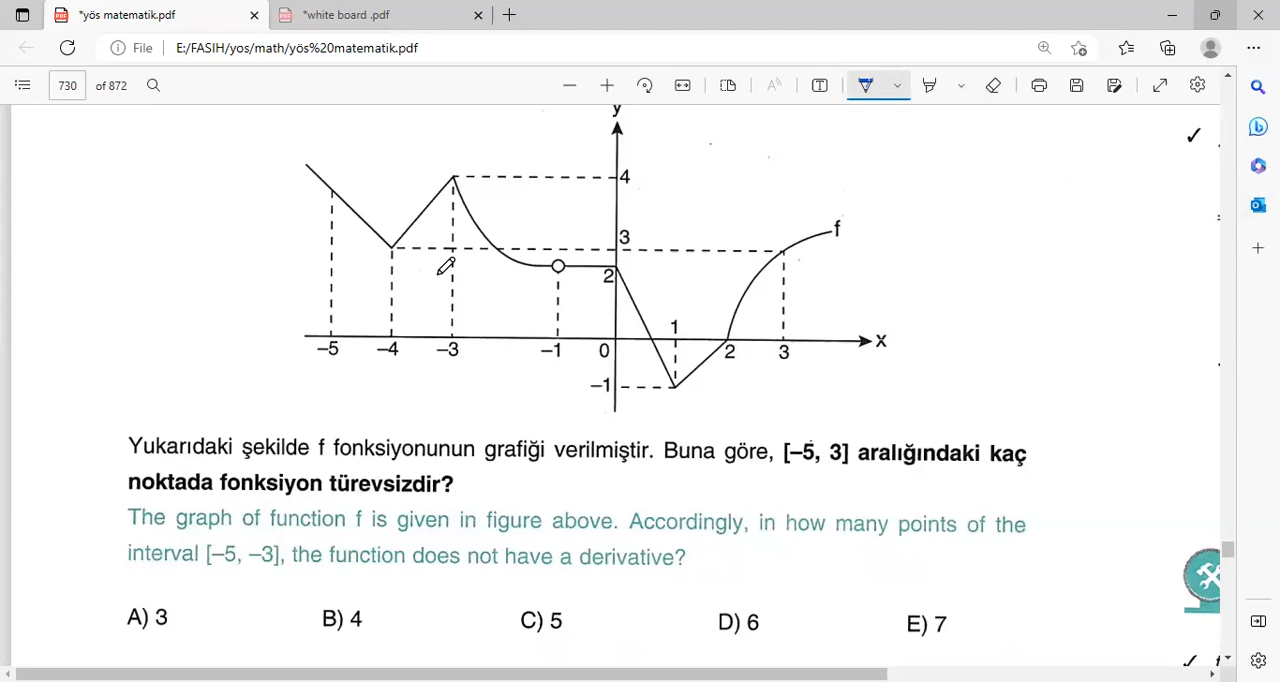 *yös matematik.pdf
*white board .pdf
File
E:/FASIH/yos/math/yös%20matematik.pdf
730 of 872
y
4
3
f
2
1
-5 -4 -3 -1 0 2 3 x
-1
Yukarıdaki şekilde f fonksiyonunun grafiği verilmiştir. Buna göre, [–5, 3] aralığındaki kaç
noktada fonksiyon türevsizdir?
The graph of function f is given in figure above. Accordingly, in how many points of the
interval [–5, –3], the function does not have a derivative?
A) 3 B) 4 C) 5 D) 6 E) 7